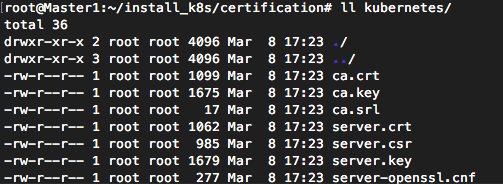 [root@Master1:~/install_k8s/certification# ll kubernetes/
total 36
drwxr-xr-x 2 root root 4096 Mar  8 17:23 ./
drwxr-xr-x 3 root root 4096 Mar  8 17:23 ../
-rw-r--r-- 1 root root 1099 Mar  8 17:23 ca.crt
-rw-r--r-- 1 root root 1675 Mar  8 17:23 ca.key
-rw-r--r-- 1 root root   17 Mar  8 17:23 ca.srl
-rw-r--r-- 1 root root 1062 Mar  8 17:23 server.crt
-rw-r--r-- 1 root root  985 Mar  8 17:23 server.csr
-rw-r--r-- 1 root root 1679 Mar  8 17:23 server.key
-rw-r--r-- 1 root root  277 Mar  8 17:23 server-openssl.cnf